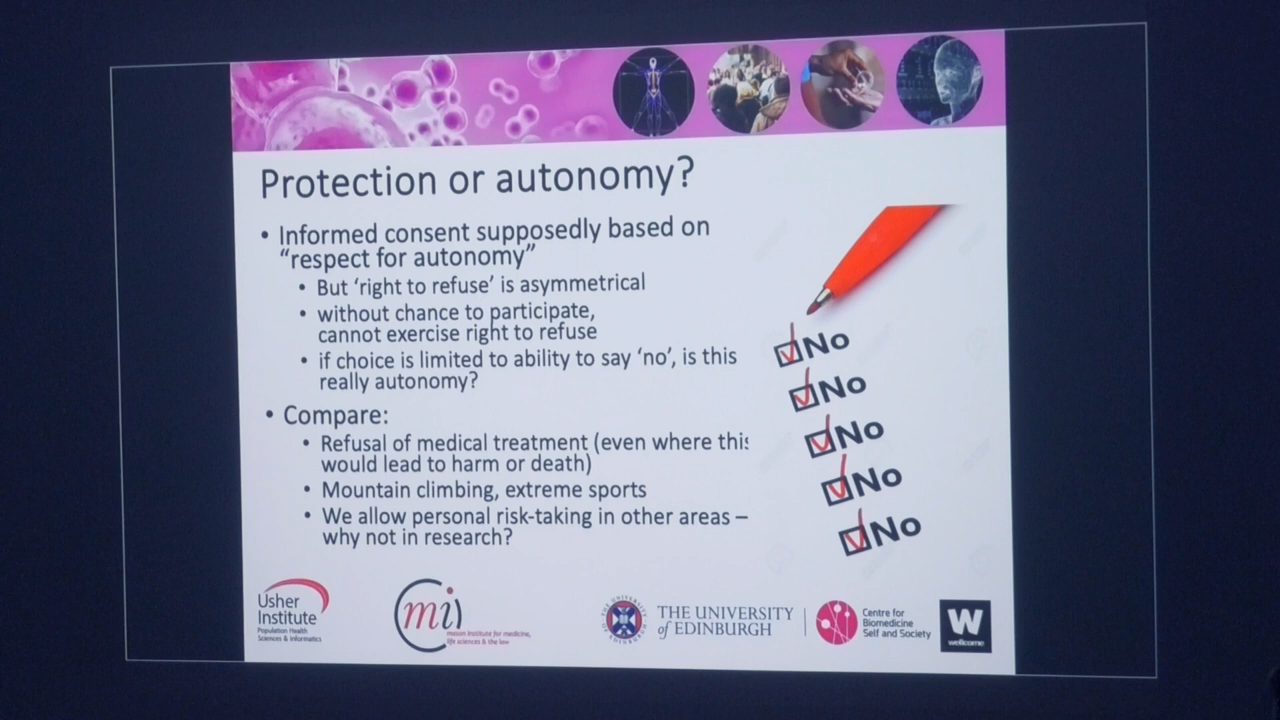 Protection or autonomy?
• Informed consent supposedly based on
“respect for autonomy”
• But ‘right to refuse’ is asymmetrical
• without chance to participate,
cannot exercise right to refuse
• if choice is limited to ability to say ‘no’, is this
really autonomy?
• Compare:
• Refusal of medical treatment (even where this
would lead to harm or death)
• Mountain climbing, extreme sports
• We allow personal risk-taking in other areas –
why not in research?
No
No
No
No
No
Usher
Institute
Population Health
Sciences & Informatics
mi
mason institute for medicine,
life sciences & the law
THE UNIVERSITY
of EDINBURGH
Centre for
Biomedicine
Self and Society
W
wellcome